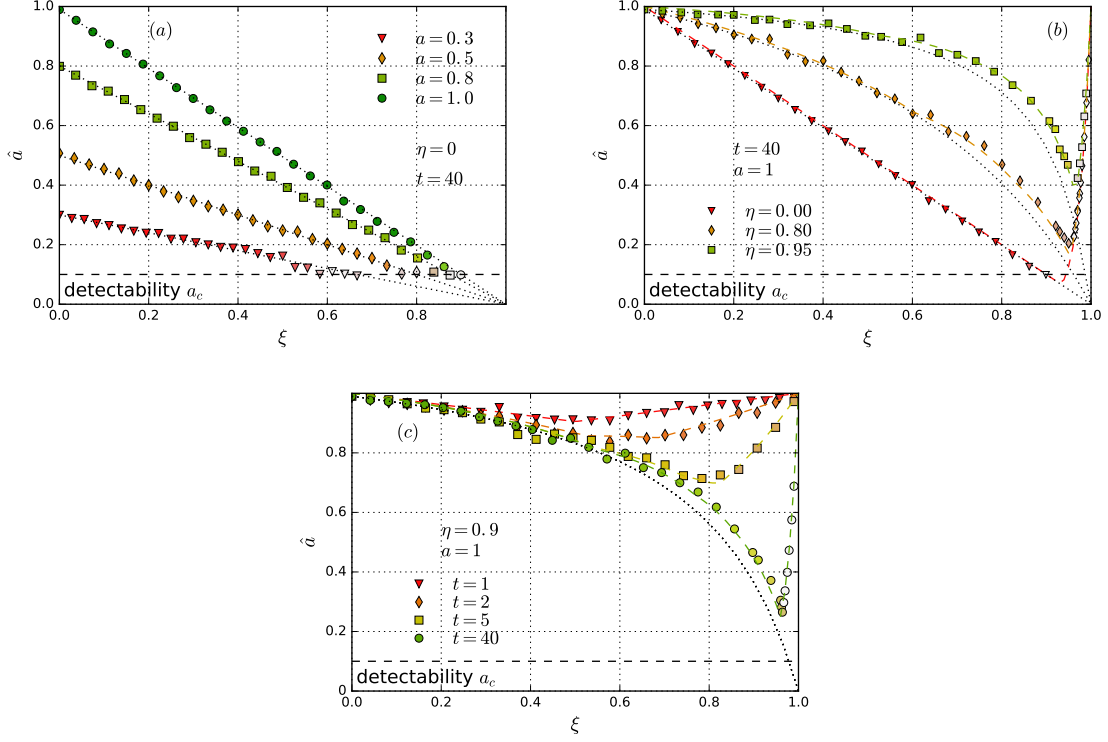 (a)
a = 0.3
a = 0.5
a = 0.8
a = 1.0
η = 0
t = 40
detectability a_c
0.0 0.2 0.4 0.6 0.8 1.0
0.0 0.2 0.4 0.6 0.8 1.0
ξ
â
(b)
t = 40
a = 1
η = 0.00
η = 0.80
η = 0.95
detectability a_c
0.0 0.2 0.4 0.6 0.8 1.0
0.0 0.2 0.4 0.6 0.8 1.0
ξ
â
(c)
η = 0.9
a = 1
t = 1
t = 2
t = 5
t = 40
detectability a_c
0 0.2 0.4 0.6 0.8
0.0 0.2 0.4 0.6 0.8 1.0
ξ
â